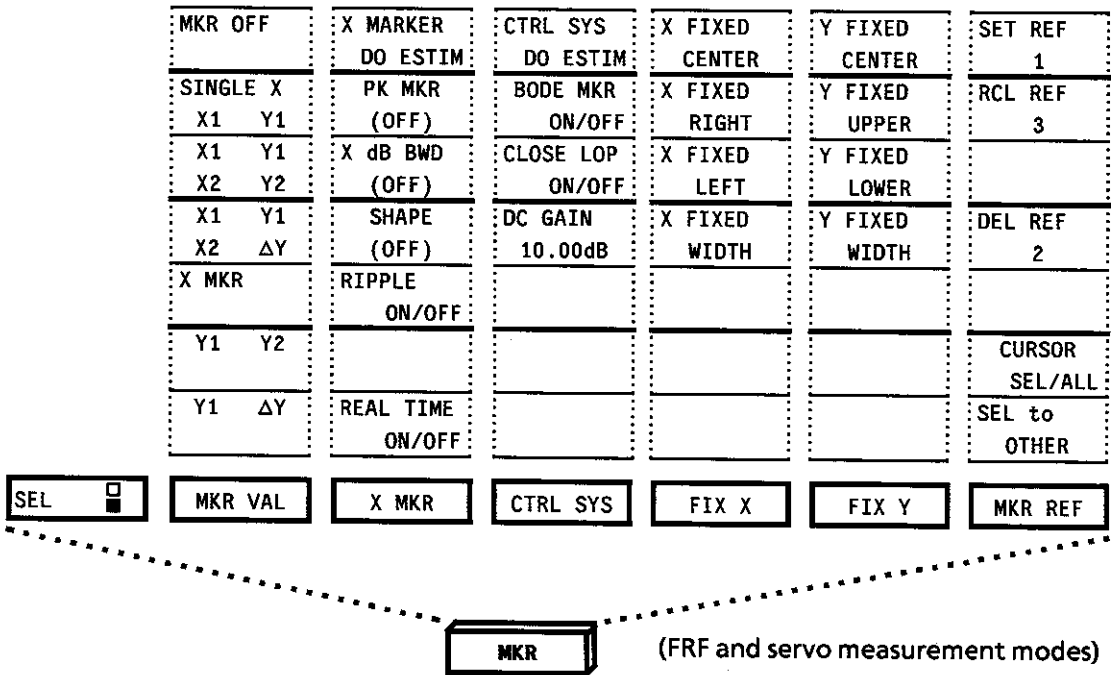 MKR OFF
SINGLE X
X1 Y1
X1 Y1
X2 Y2
X1 Y1
X2 ΔY
X MKR
Y1 Y2
Y1 ΔY
X MARKER
DO ESTIM
PK MKR
(OFF)
X dB BWD
(OFF)
SHAPE
(OFF)
RIPPLE
ON/OFF
REAL TIME
ON/OFF
CTRL SYS
DO ESTIM
BODE MKR
ON/OFF
CLOSE LOP
ON/OFF
DC GAIN
10.00dB
X FIXED
CENTER
X FIXED
RIGHT
X FIXED
LEFT
X FIXED
WIDTH
Y FIXED
CENTER
Y FIXED
UPPER
Y FIXED
LOWER
Y FIXED
WIDTH
SET REF
1
RCL REF
3
DEL REF
2
CURSOR
SEL/ALL
SEL to
OTHER
SEL
MKR VAL
X MKR
CTRL SYS
FIX X
FIX Y
MKR REF
MKR
(FRF and servo measurement modes)